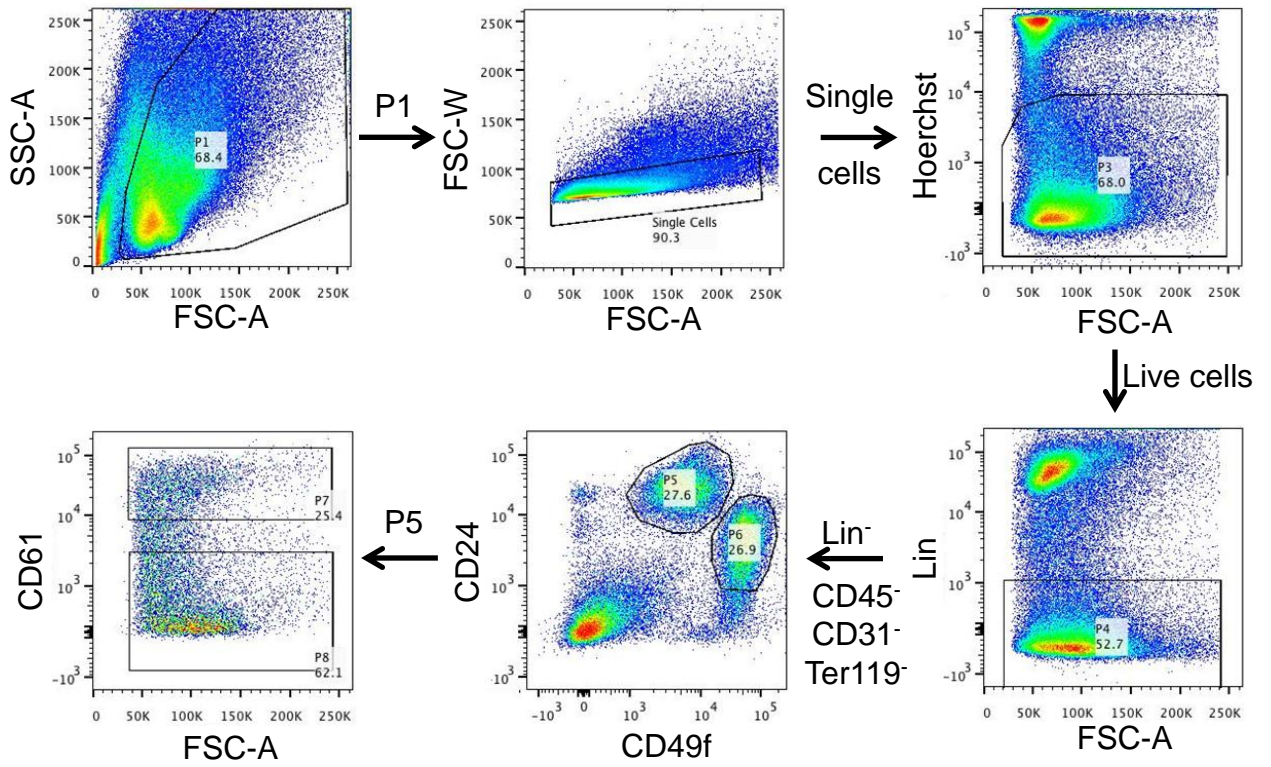 250K
200K
150K
100K
50K
0
SSC-A
P1
68.4
0 50K 100K 150K 200K 250K
FSC-A
P1
250K
200K
150K
100K
50K
0
FSC-W
Single Cells
90.3
0 50K 100K 150K 200K 250K
FSC-A
Single
cells
10^5
10^4
10^3
-10^3
Hoerchst
P3
68.0
0 50K 100K 150K 200K 250K
FSC-A
Live cells
10^5
10^4
10^3
-10^3
CD61
P7
25.4
P8
62.1
0 50K 100K 150K 200K 250K
FSC-A
P5
10^5
10^4
10^3
-10^3
CD24
P5
27.6
P6
26.9
-10^3 0 10^3 10^4 10^5
CD49f
Lin-
CD45-
CD31-
Ter119-
10^5
10^4
10^3
-10^3
Lin
P4
52.7
0 50K 100K 150K 200K 250K
FSC-A